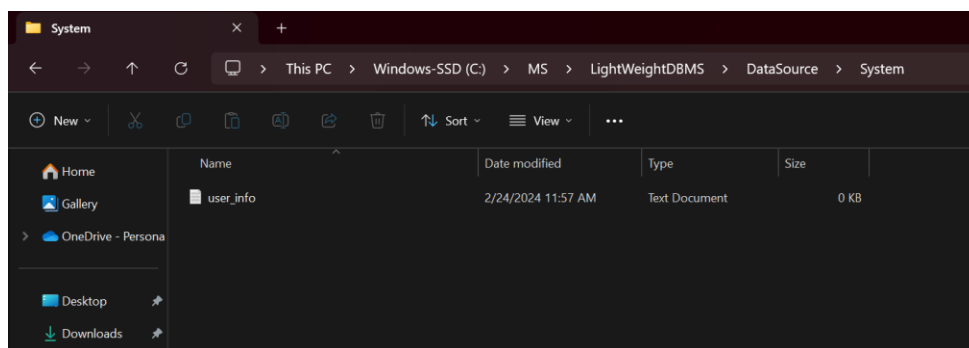 System
This PC > Windows-SSD (C:) > MS > LightWeightDBMS > DataSource > System
New Sort View
Name Date modified Type Size
Home
user_info 2/24/2024 11:57 AM Text Document 0 KB
Gallery
OneDrive - Persona
Desktop
Downloads